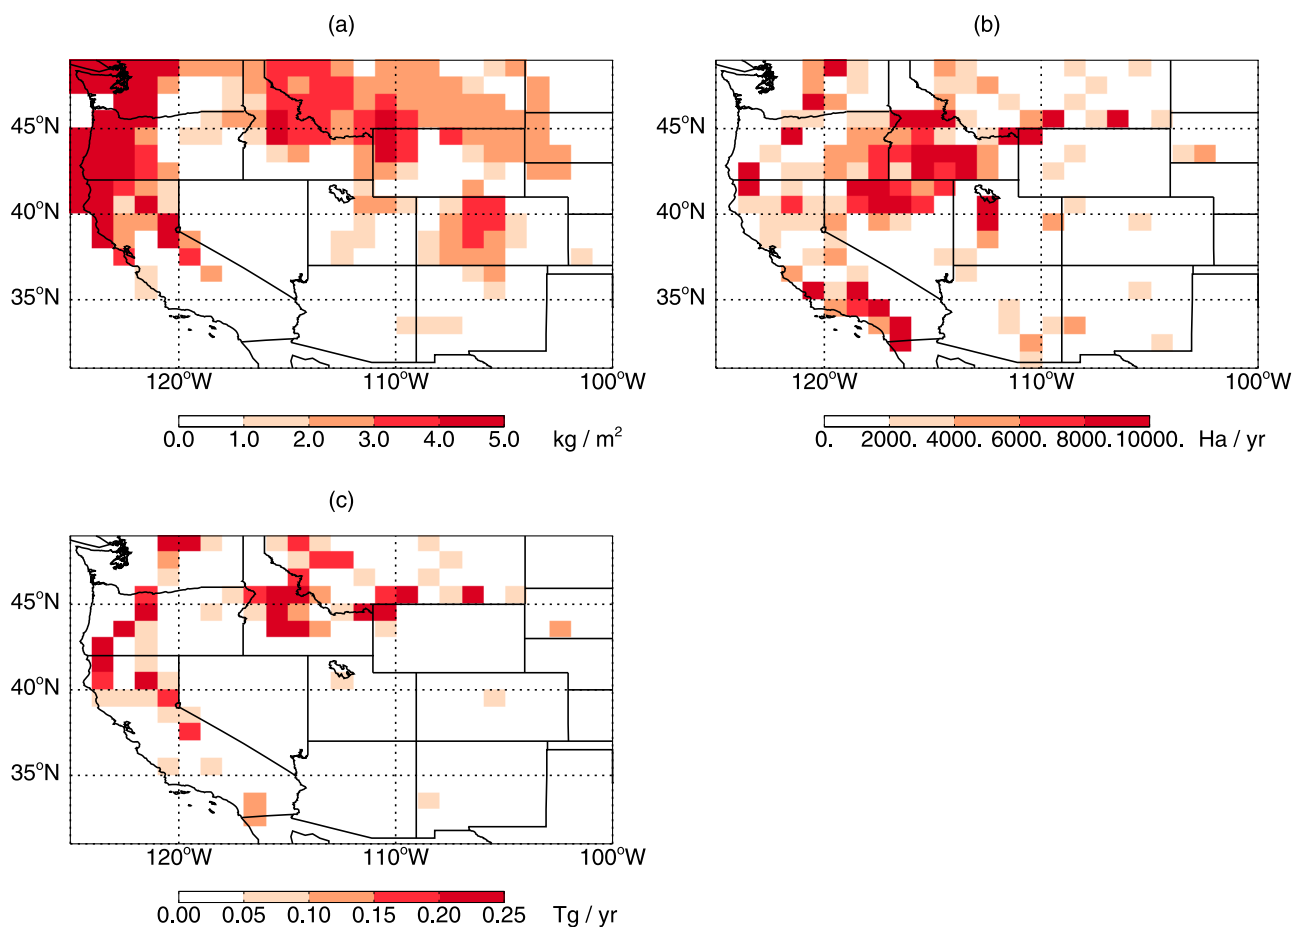 (a)
45°N
40°N
35°N
120°W 110°W 100°W
0.0 1.0 2.0 3.0 4.0 5.0 kg / m²
(b)
45°N
40°N
35°N
120°W 110°W 100°W
0. 2000. 4000. 6000. 8000. 10000. Ha / yr
(c)
45°N
40°N
35°N
120°W 110°W 100°W
0.00 0.05 0.10 0.15 0.20 0.25 Tg / yr